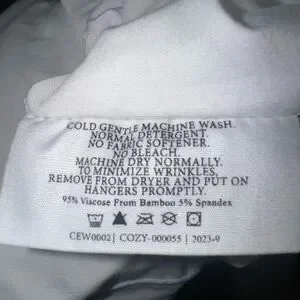 COLD GENTLE MACHINE WASH.
NORMAL DETERGENT.
NO FABRIC SOFTENER.
NO BLEACH.
MACHINE DRY NORMALLY.
TO MINIMIZE WRINKLES,
REMOVE FROM DRYER AND PUT ON
HANGERS PROMPTLY.
95% Viscose From Bamboo 5% Spandex
CEW0002| COZY-000055 | 2023-9